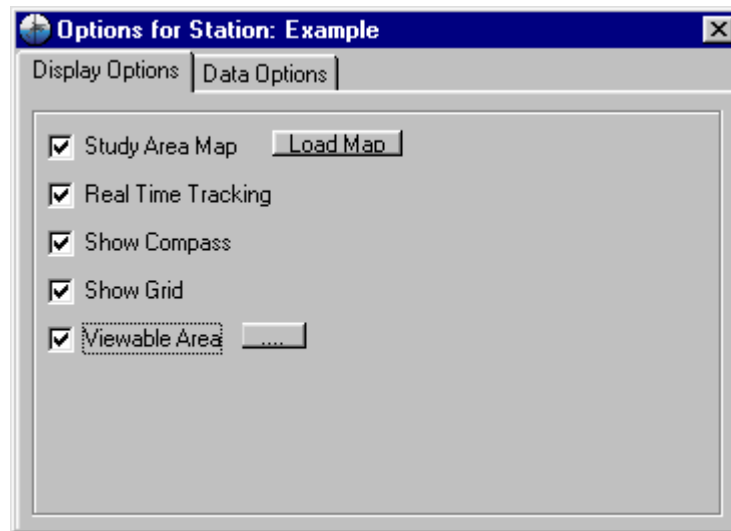 Options for Station: Example
Display Options Data Options
Study Area Map Load Map
Real Time Tracking
Show Compass
Show Grid
Viewable Area ....